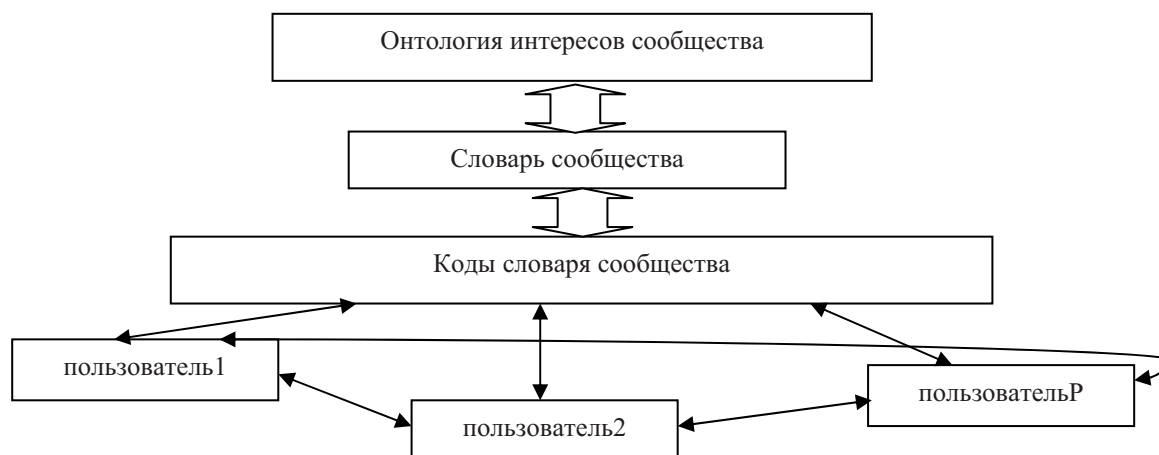 Онтология интересов сообщества
Словарь сообщества
Коды словаря сообщества
пользователь1
пользовательP
пользователь2